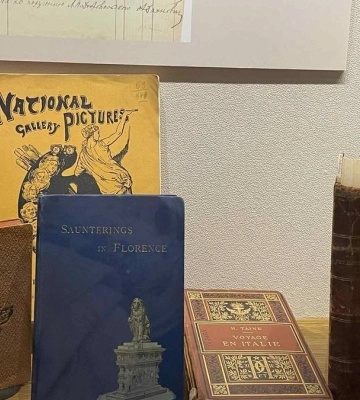 NATIONAL
GALLERY PICTURES
SAUNTERINGS
IN FLORENCE
H. TAINE
VOYAGE
EN ITALIE